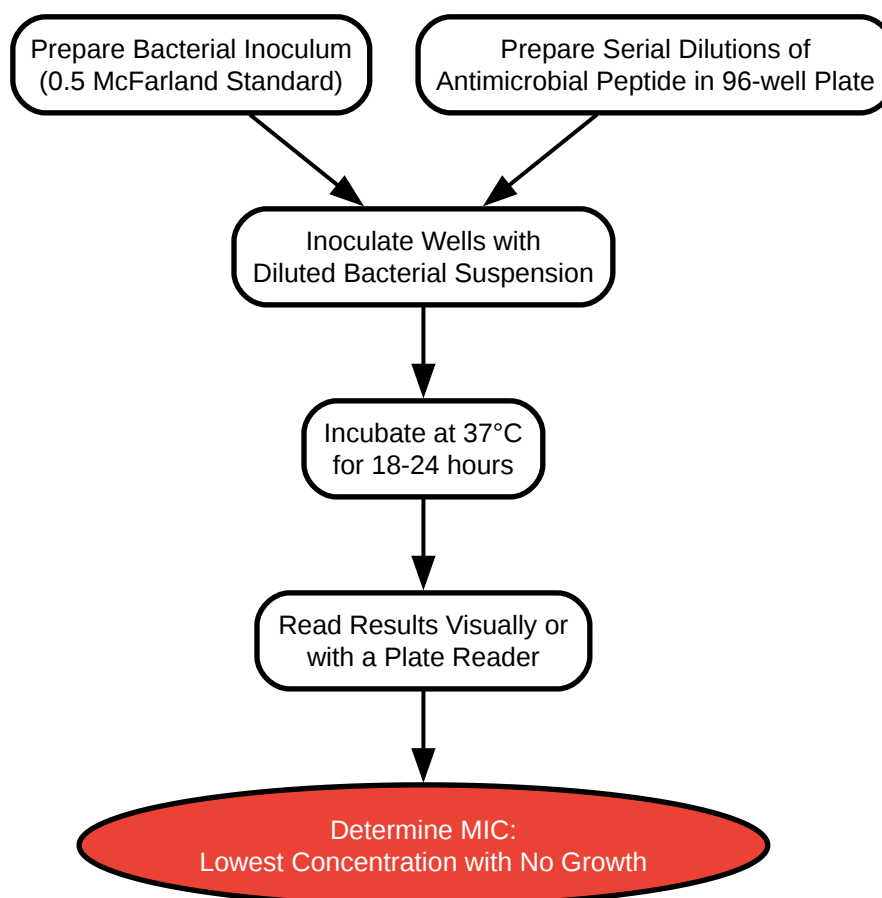 Prepare Bacterial Inoculum
(0.5 McFarland Standard)
Prepare Serial Dilutions of
Antimicrobial Peptide in 96-well Plate
Inoculate Wells with
Diluted Bacterial Suspension
Incubate at 37°C
for 18-24 hours
Read Results Visually or
with a Plate Reader
Determine MIC:
Lowest Concentration with No Growth